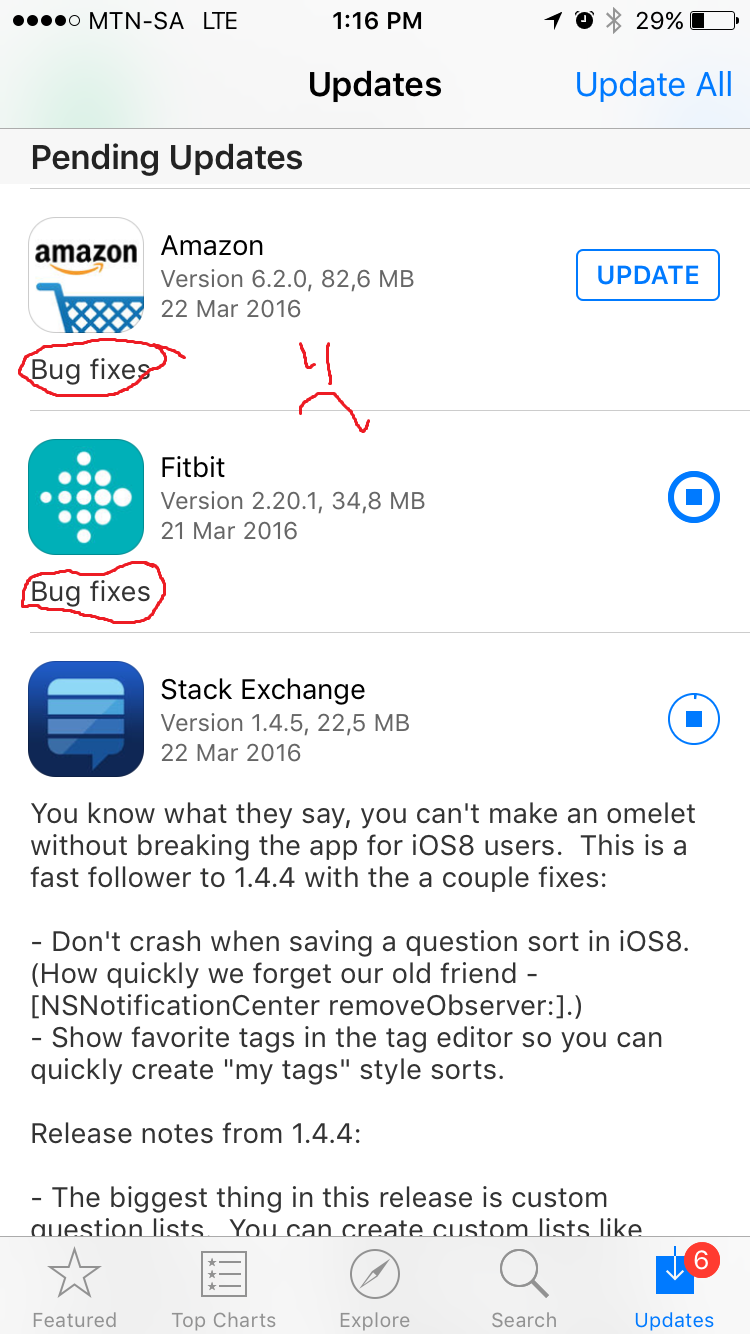 MTN-SA LTE 1:16 PM 29%
Updates Update All
Pending Updates
amazon
Amazon
Version 6.2.0, 82,6 MB
22 Mar 2016
UPDATE
Bug fixes
Fitbit
Version 2.20.1, 34,8 MB
21 Mar 2016
Bug fixes
Stack Exchange
Version 1.4.5, 22,5 MB
22 Mar 2016
You know what they say, you can't make an omelet
without breaking the app for iOS8 users.  This is a
fast follower to 1.4.4 with the a couple fixes:
- Don't crash when saving a question sort in iOS8.
(How quickly we forget our old friend -
[NSNotificationCenter removeObserver:].)
- Show favorite tags in the tag editor so you can
quickly create "my tags" style sorts.
Release notes from 1.4.4:
- The biggest thing in this release is custom
question lists.  You can create custom lists like
6
Featured Top Charts Explore Search Updates